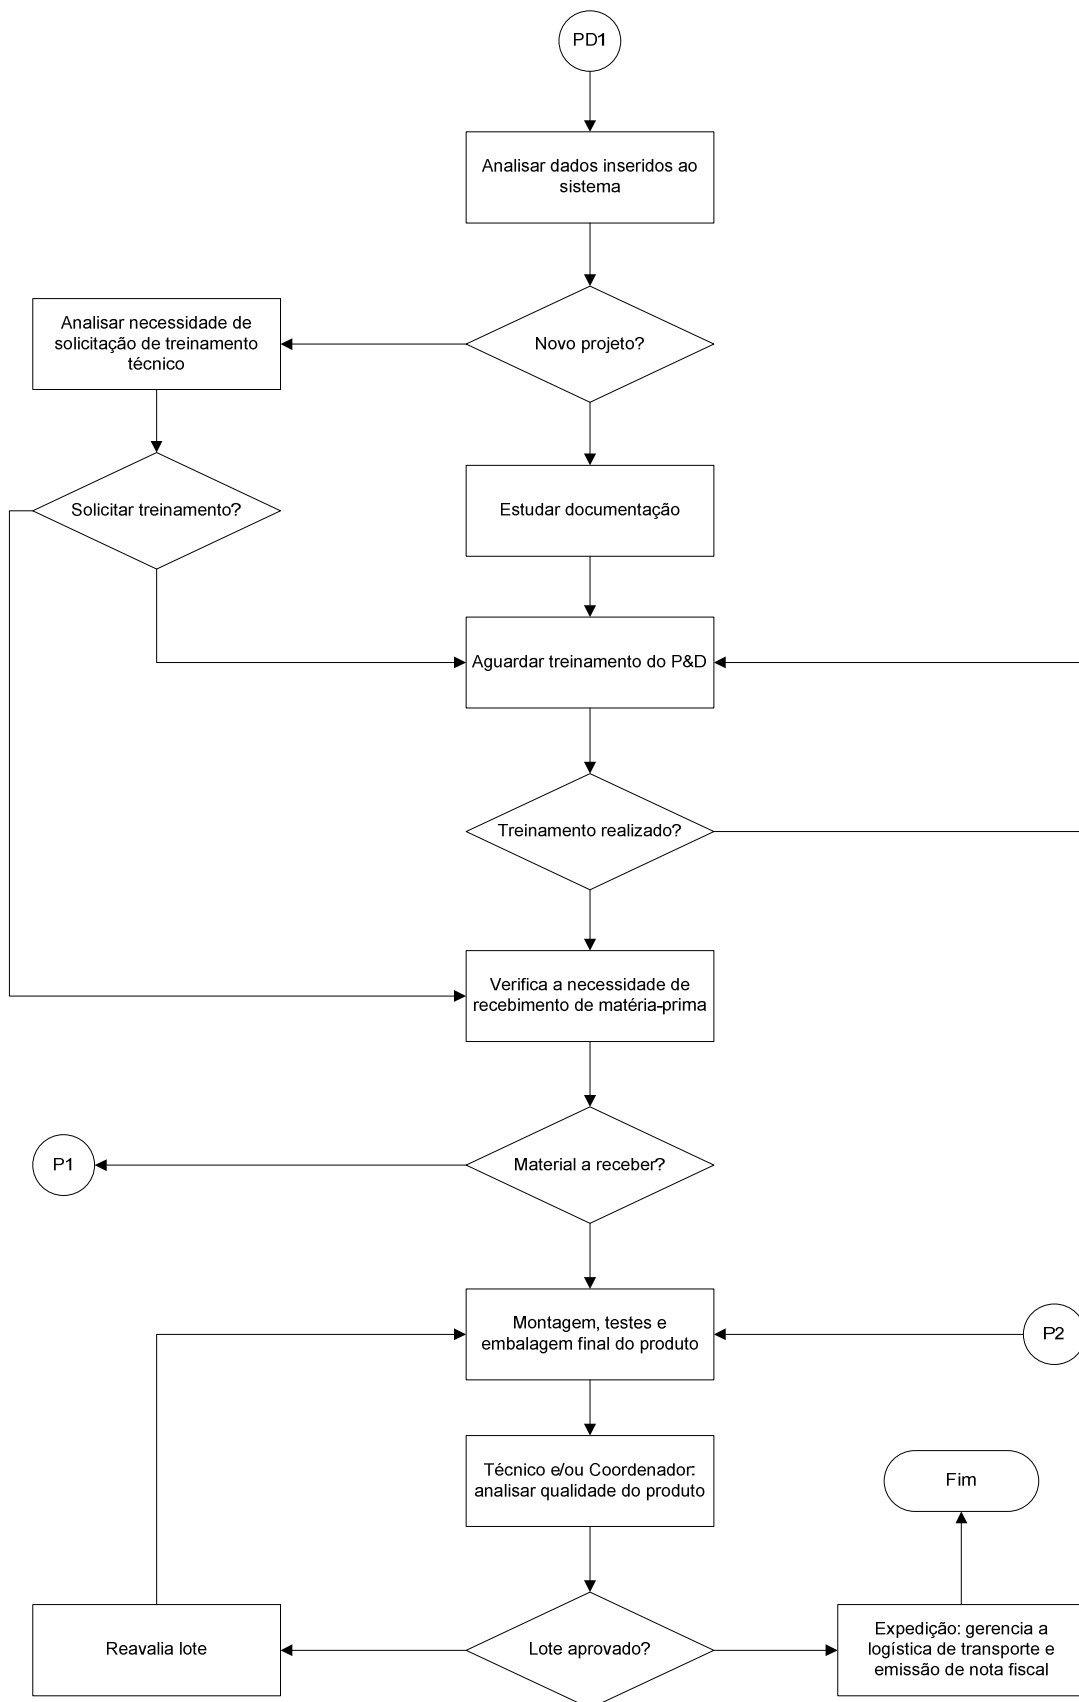 PD1
Analisar dados inseridos ao
sistema
Analisar necessidade de
solicitação de treinamento
técnico
Novo projeto?
Solicitar treinamento?
Estudar documentação
Aguardar treinamento do P&D
Treinamento realizado?
Verifica a necessidade de
recebimento de matéria-prima
P1
Material a receber?
Montagem, testes e
embalagem final do produto
P2
Técnico e/ou Coordenador:
analisar qualidade do produto
Fim
Reavalia lote
Lote aprovado?
Expedição: gerencia a
logística de transporte e
emissão de nota fiscal